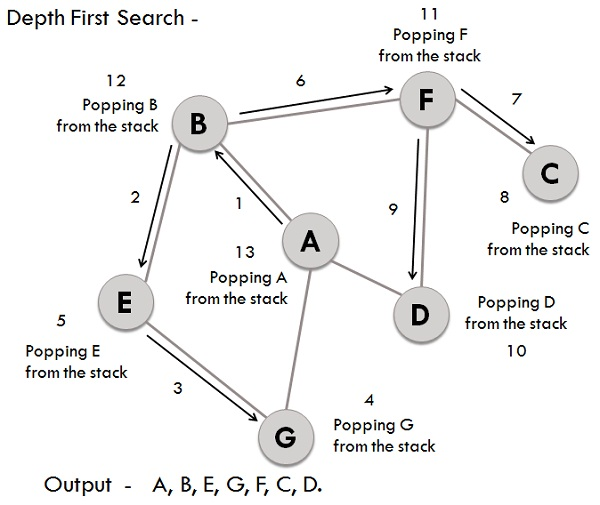 Depth First Search -
11
Popping F
from the stack
12
Popping B
from the stack
6
7
F
B
C
2
1
9
8
Popping C
from the stack
A
13
Popping A
from the stack
E
D
Popping D
from the stack
10
5
Popping E
from the stack
3
4
Popping G
from the stack
G
Output - A, B, E, G, F, C, D.